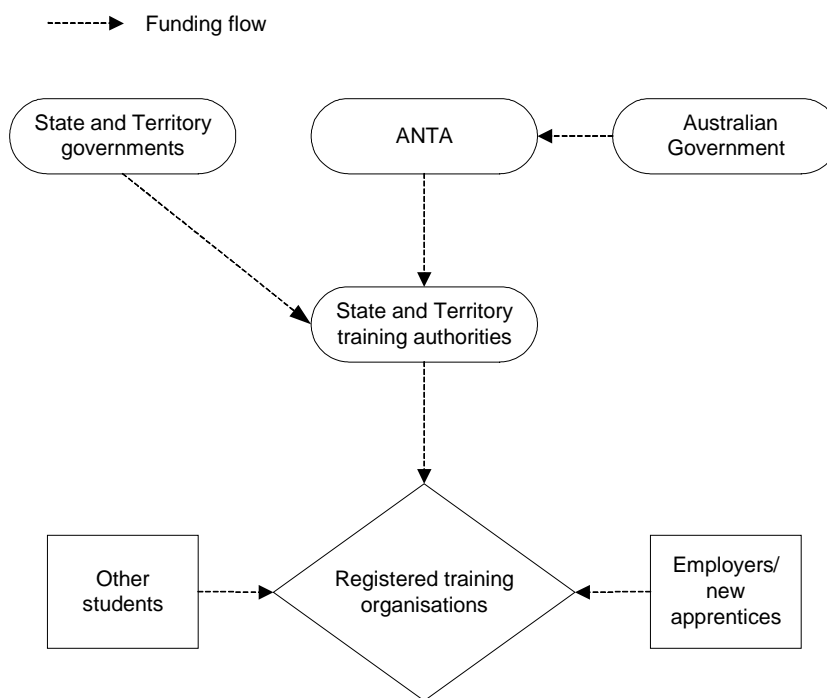 Funding flow
State and Territory
governments
ANTA
Australian
Government
State and Territory
training authorities
Other
students
Registered training
organisations
Employers/
new
apprentices